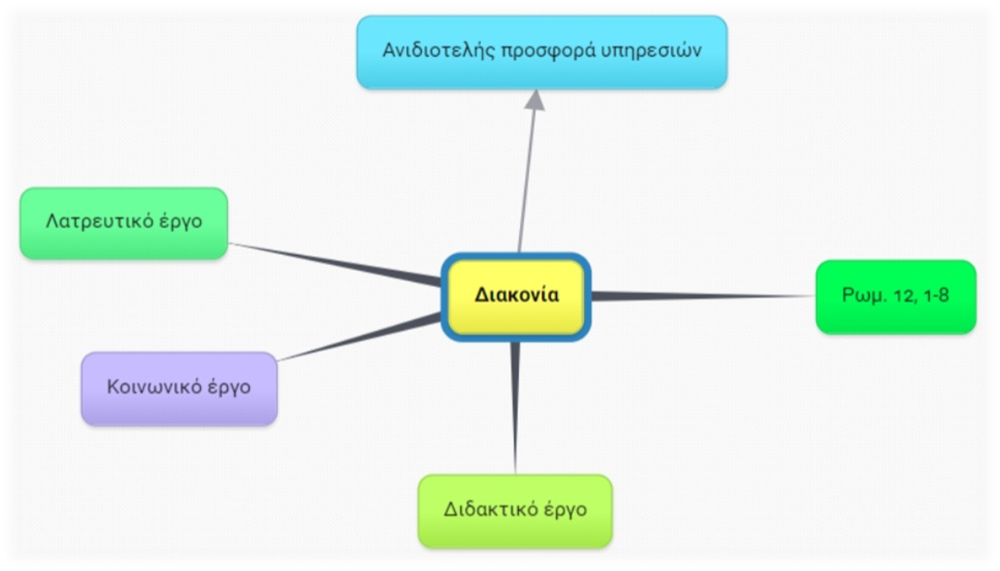 Ανιδιοτελής προσφορά υπηρεσιών
Λατρευτικό έργο
Διακονία
Ρωμ. 12, 1-8
Κοινωνικό έργο
Διδακτικό έργο